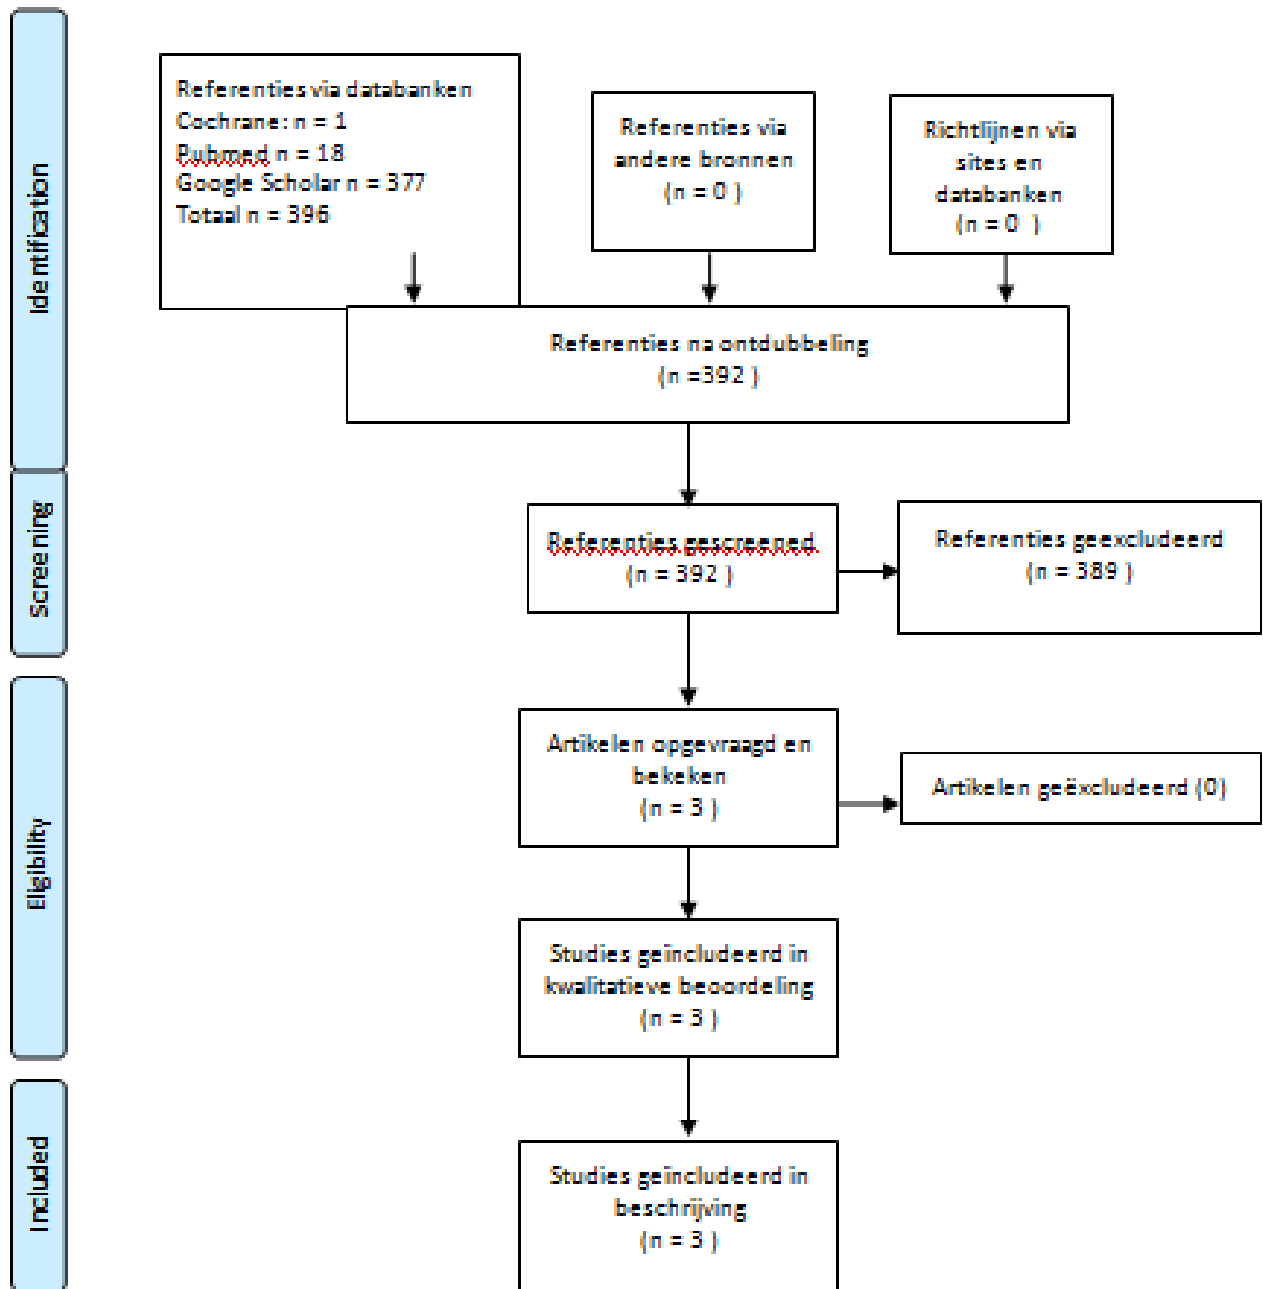 Identification
Referenties via databanken
Cochrane: n = 1
Pubmed n = 18
Google Scholar n = 377
Totaal n = 396
Referenties via
andere bronnen
(n = 0 )
Richtlijnen via
sites en
databanken
(n = 0 )
Referenties na ontdubbeling
(n =392 )
Screening
Referenties gescreened
(n = 392 )
Referenties geexcludeerd
(n = 389 )
Eligibility
Artikelen opgevraagd en
bekeken
(n = 3 )
Artikelen geëxcludeerd (0)
Studies geïncludeerd in
kwalitatieve beoordeling
(n = 3 )
Included
Studies geïncludeerd in
beschrijving
(n = 3 )